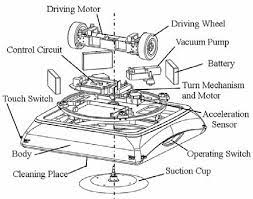 Driving Motor
Driving Wheel
Control Circuit
Vacuum Pump
Battery
Turn Mechanism
and Motor
Touch Switch
Acceleration
Sensor
Body
Operating Switch
Cleaning Place
Suction Cup